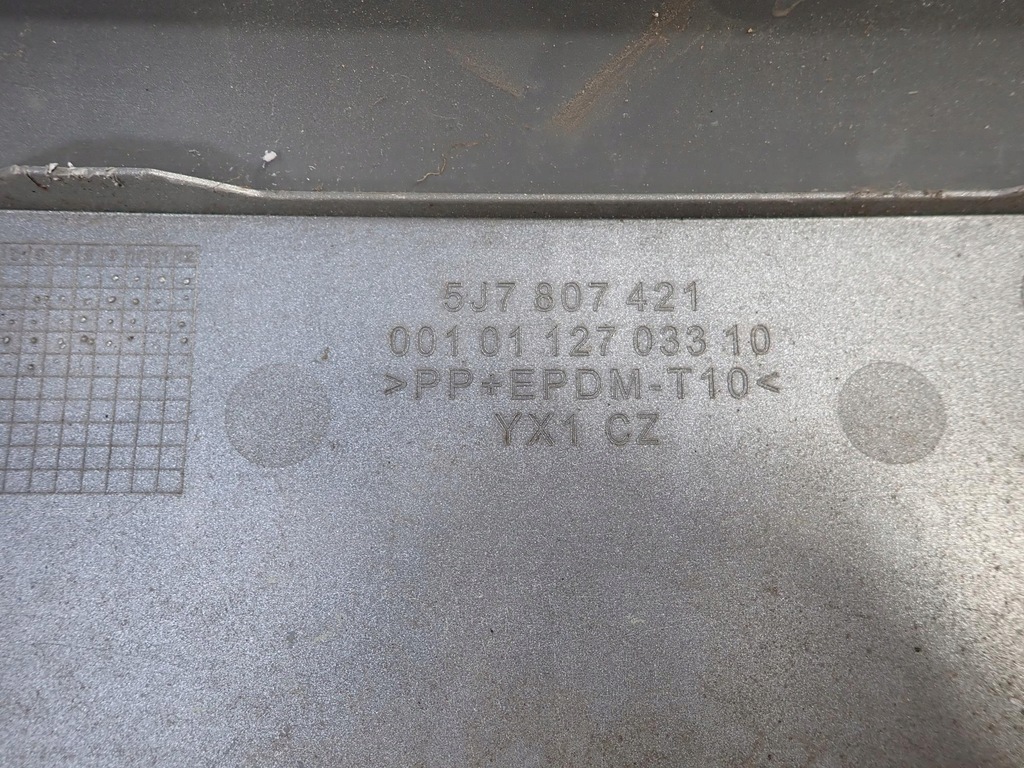 5J7 807 421
001 01 127 033 10
>PP+EPDM-T10<
YX1 CZ